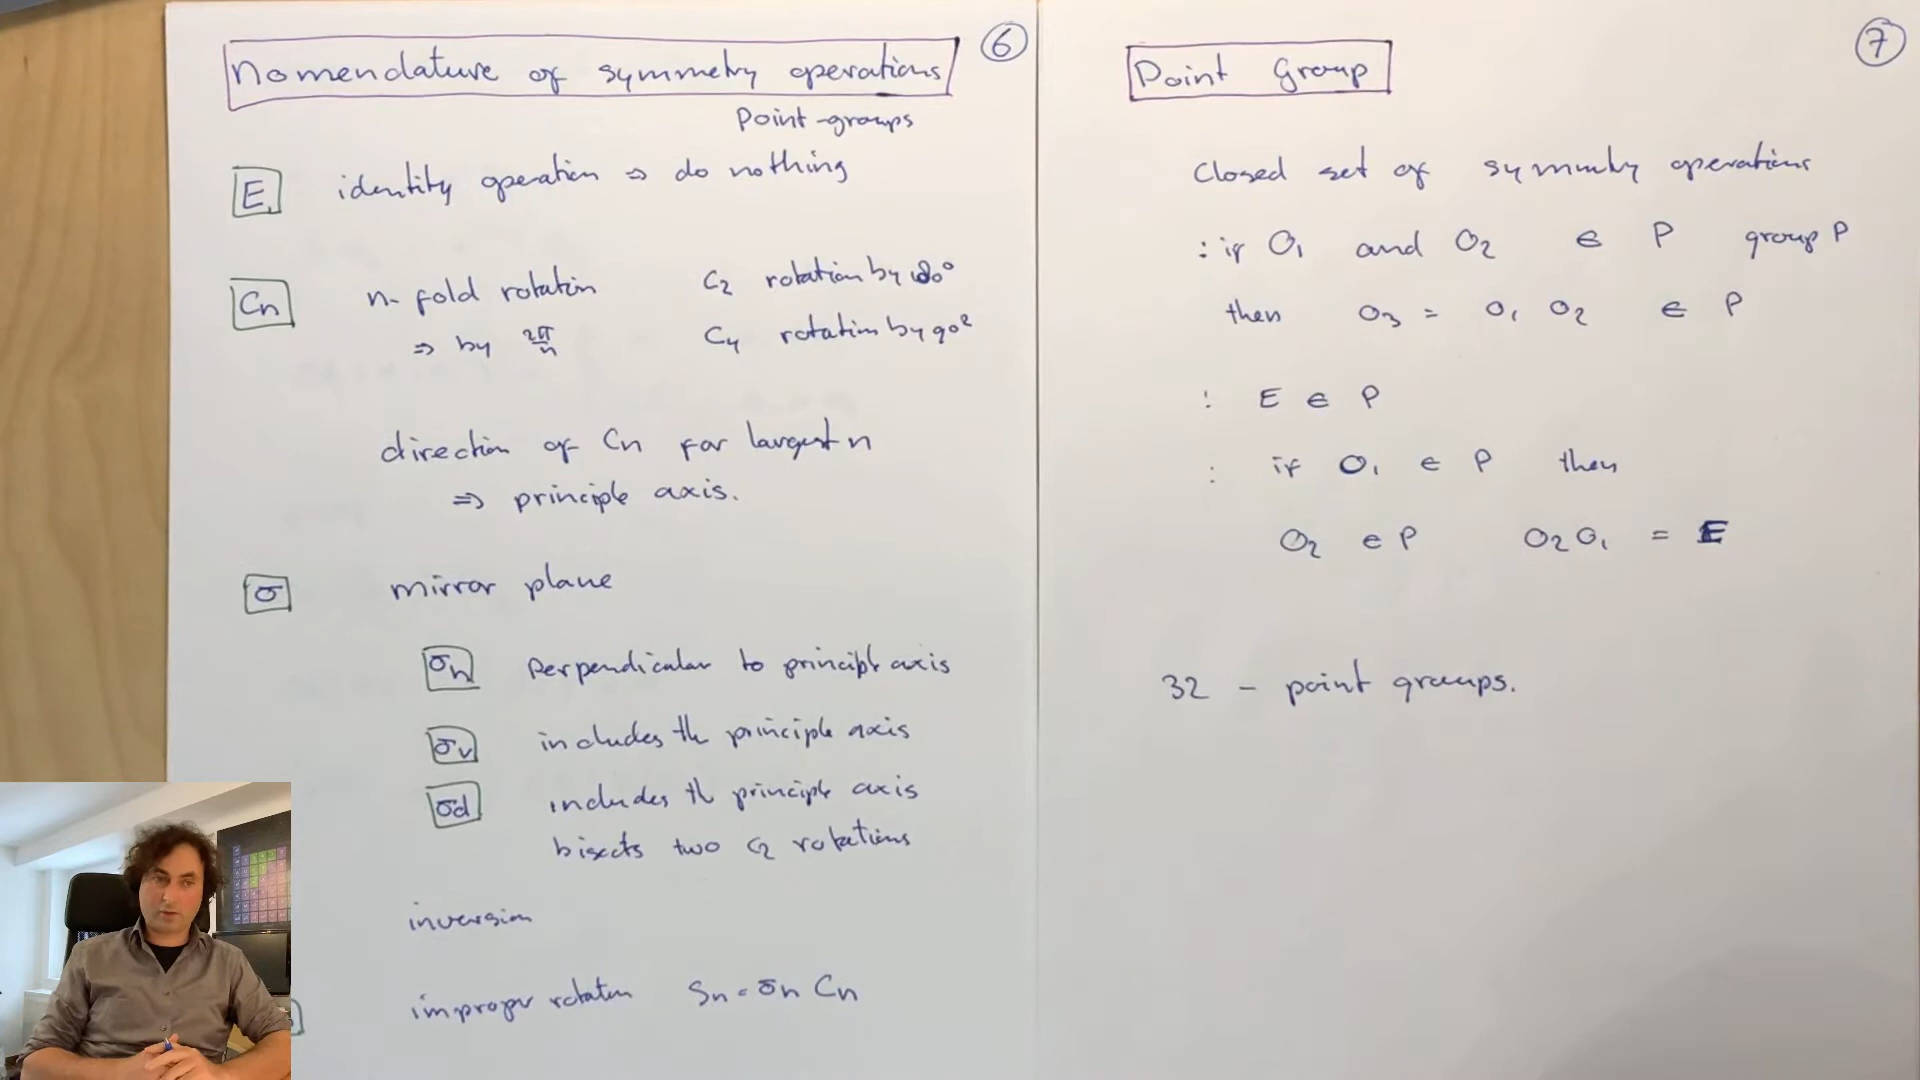 Nomenclature of symmetry operations
6
Point-groups
E identity operation ⇒ do nothing
Cn n-fold rotation C2 rotation by 180°
⇒ by 2π/n C4 rotation by 90°
direction of Cn for largest n
⇒ principle axis.
σ mirror plane
σh Perpendicular to principle axis
σv includes the principle axis
σd includes the principle axis
bisects two C2 rotations
inversion
improper rotation Sn = σh Cn
Point Group
7
Closed set of symmetry operations
: if O1 and O2 ∈ P group P
then O3 = O1 O2 ∈ P
: E ∈ P
: if O1 ∈ P then
O2 ∈ P O2O1 = E
32 - point groups.